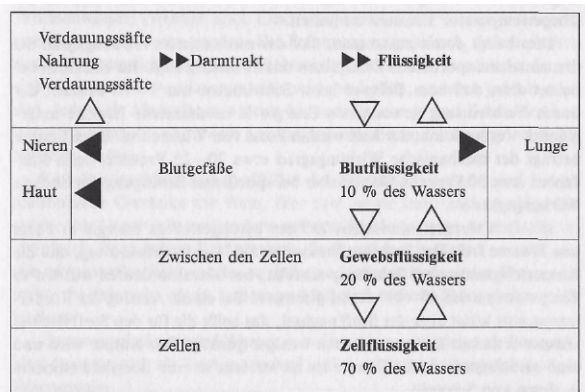 Verdauungssäfte
Nahrung ▶▶Darmtrakt ▶▶Flüssigkeit
Verdauungssäfte
Nieren Lunge
Haut Blutgefäße Blutflüssigkeit
10 % des Wassers
Zwischen den Zellen Gewebsflüssigkeit
20 % des Wassers
Zellen Zellflüssigkeit
70 % des Wassers